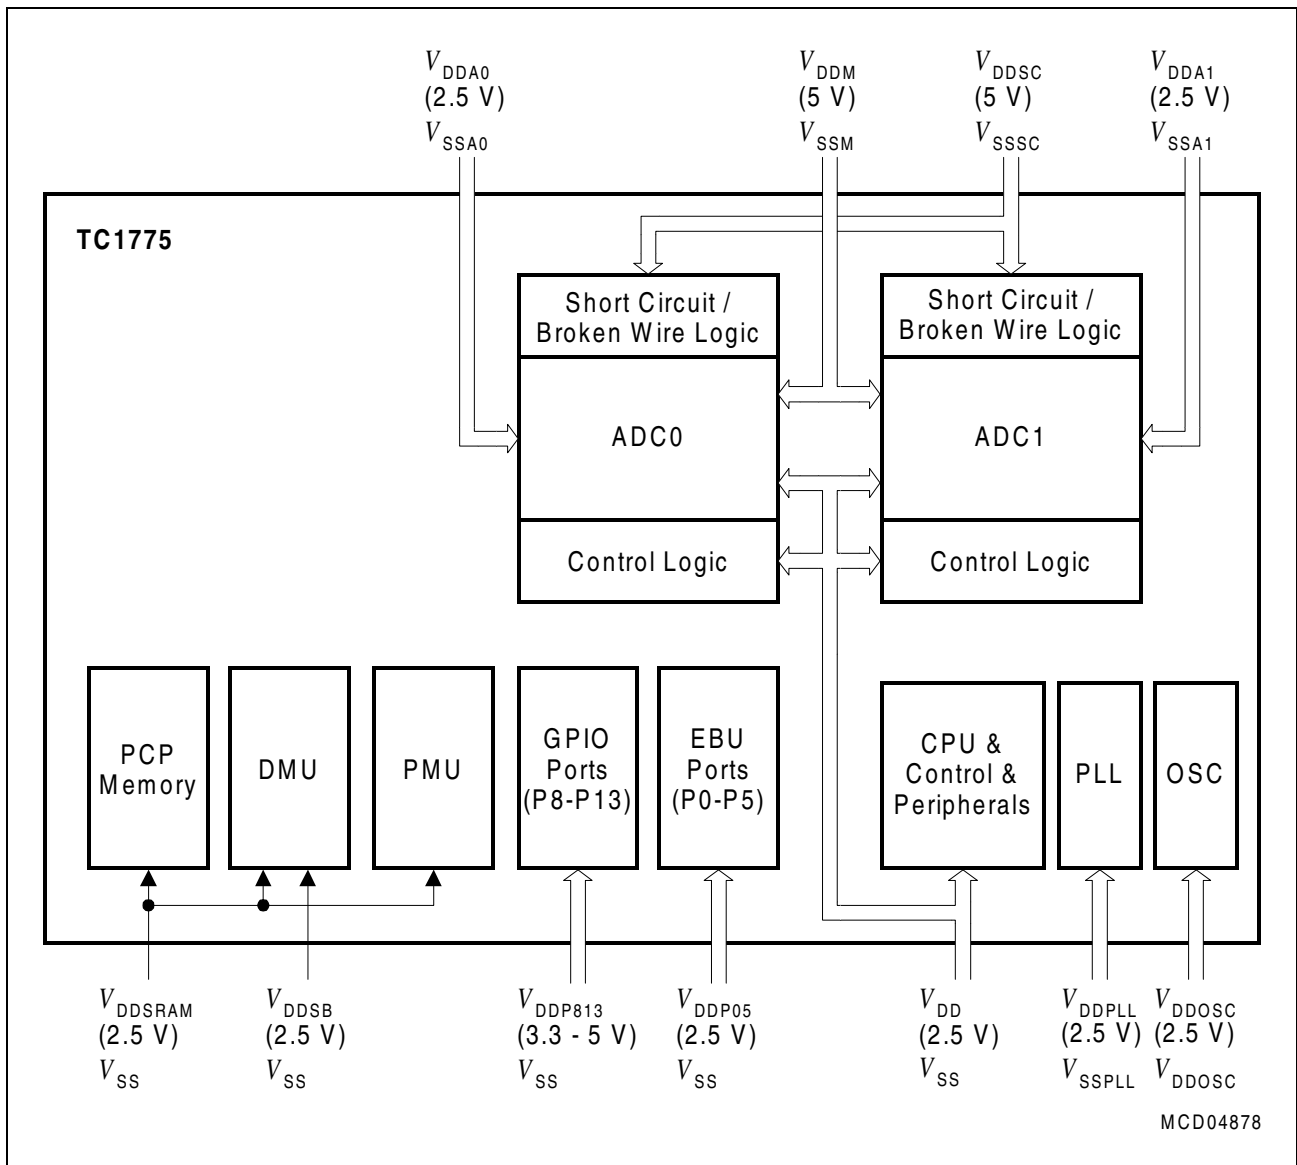 VDDA0
(2.5 V)
VSSA0
VDDM
(5 V)
VSSM
VDDSC
(5 V)
VSSSC
VDDA1
(2.5 V)
VSSA1
TC1775
Short Circuit /
Broken Wire Logic
ADC0
Control Logic
Short Circuit /
Broken Wire Logic
ADC1
Control Logic
PCP
Memory
DMU
PMU
GPIO
Ports
(P8-P13)
EBU
Ports
(P0-P5)
CPU &
Control &
Peripherals
PLL
OSC
VDDSRAM
(2.5 V)
VSS
VDDSB
(2.5 V)
VSS
VDDP813
(3.3 - 5 V)
VSS
VDDP05
(2.5 V)
VSS
VDD
(2.5 V)
VSS
VDDPLL
(2.5 V)
VSSPLL
VDDOSC
(2.5 V)
VDDOSC
MCD04878